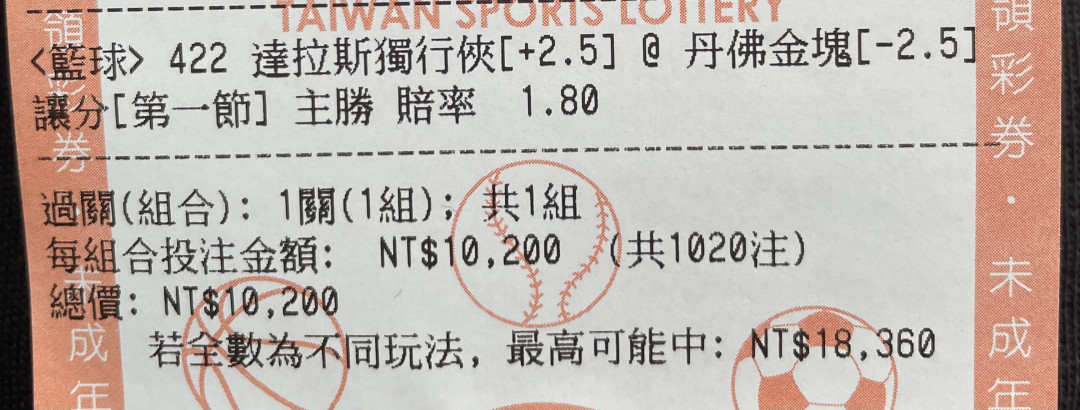 TAIWAN SPORTS LOTTERY
<籃球> 422 達拉斯獨行俠[+2.5] @ 丹佛金塊[-2.5]
讓分[第一節] 主勝 賠率 1.80
過關(組合): 1關(1組); 共1組
每組合投注金額: NT$10,200 (共1020注)
總價: NT$10,200
若全數為不同玩法, 最高可能中: NT$18,360
領彩券·未成年
領彩券·未成年